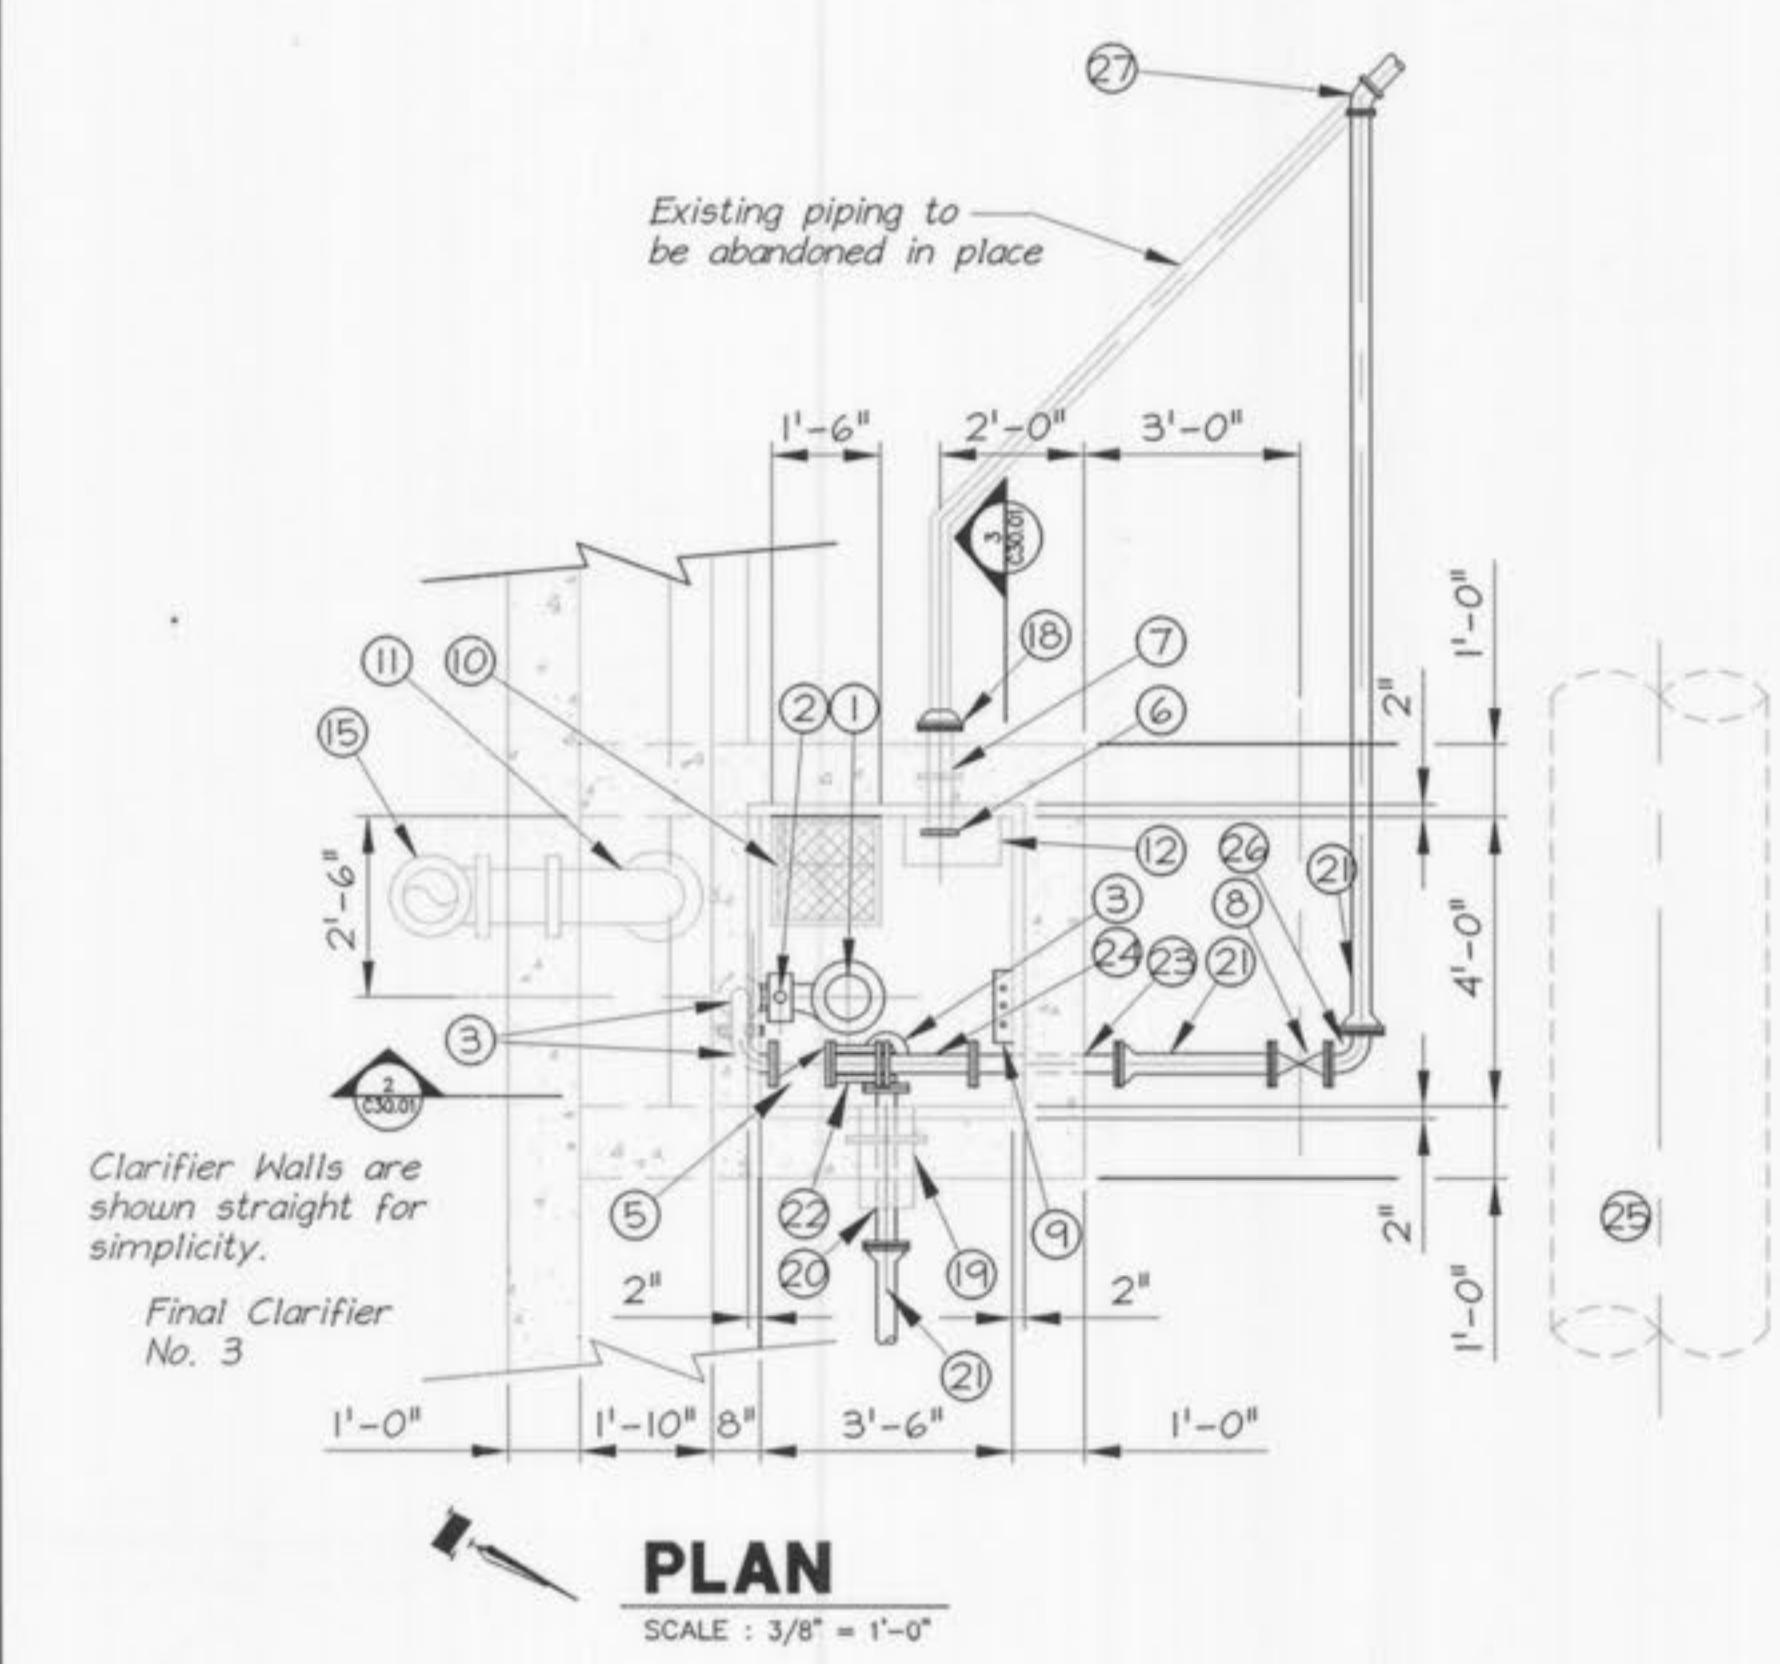 27
Existing piping to
be abandoned in place
1'-6" 2'-0" 3'-0"
3
C30.01
1'-0"
11 10 18 7
2"
15 2 1 6
12 26 21
2'-6"
3 8
4'-0"
24 23 21
3
2
C30.01
Clarifier Walls are
shown straight for
simplicity.
5 22 9 25
2"
20 19
2" 2"
Final Clarifier
No. 3
1'-0"
21
1'-0" 1'-10" 8" 3'-6" 1'-0"
PLAN
SCALE : 3/8" = 1'-0"